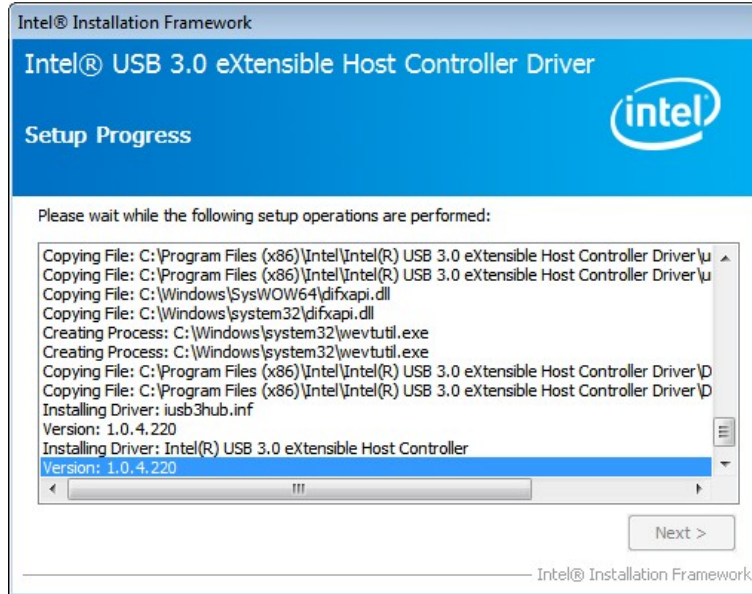 Intel® Installation Framework
Intel® USB 3.0 eXtensible Host Controller Driver
(intel)
Setup Progress
Please wait while the following setup operations are performed:
Copying File: C:\Program Files (x86)\Intel\Intel(R) USB 3.0 eXtensible Host Controller Driver\u
Copying File: C:\Program Files (x86)\Intel\Intel(R) USB 3.0 eXtensible Host Controller Driver\u
Copying File: C:\Windows\SysWOW64\difxapi.dll
Copying File: C:\Windows\system32\difxapi.dll
Creating Process: C:\Windows\system32\wevtutil.exe
Creating Process: C:\Windows\system32\wevtutil.exe
Copying File: C:\Program Files (x86)\Intel\Intel(R) USB 3.0 eXtensible Host Controller Driver\D
Copying File: C:\Program Files (x86)\Intel\Intel(R) USB 3.0 eXtensible Host Controller Driver\D
Installing Driver: iusb3hub.inf
Version: 1.0.4.220
Installing Driver: Intel(R) USB 3.0 eXtensible Host Controller
Version: 1.0.4.220
Next >
Intel® Installation Framework